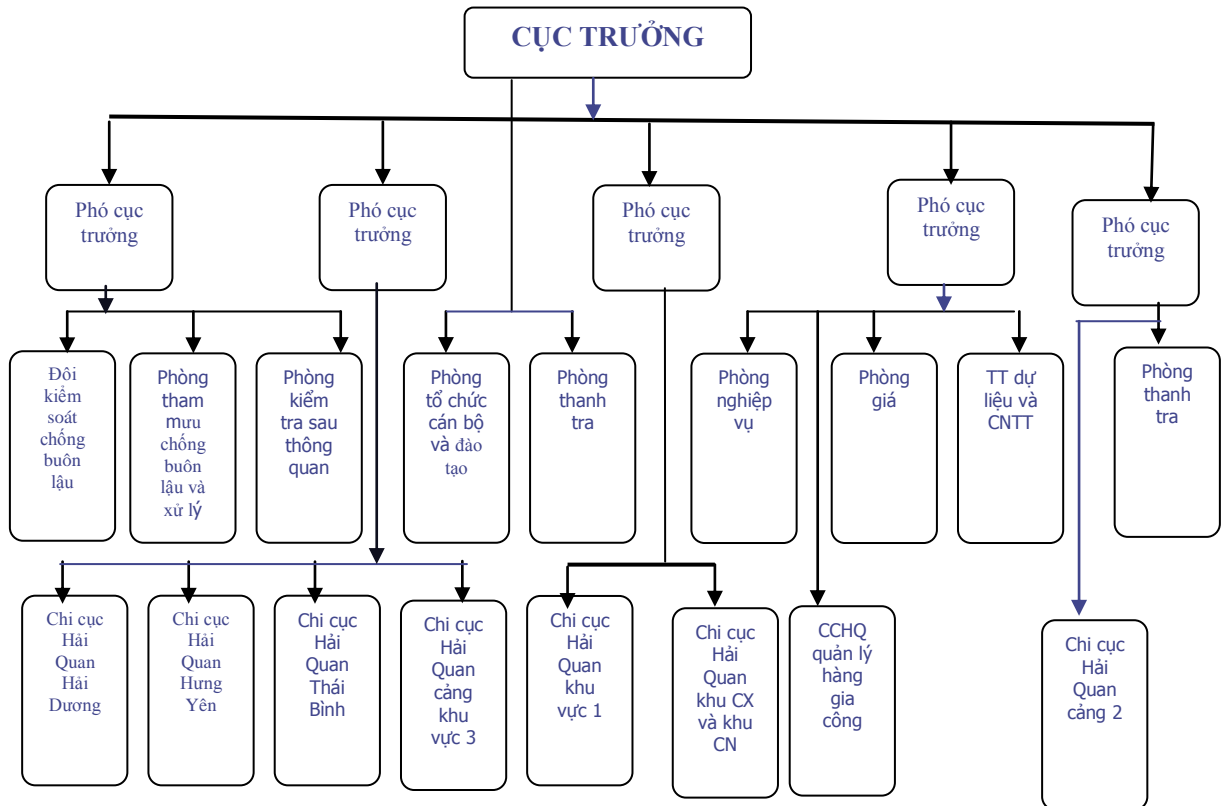 CỤC TRƯỞNG
Phó cục
trưởng
Phó cục
trưởng
Phó cục
trưởng
Phó cục
trưởng
Phó cục
trưởng
Đôi
kiểm
soát
chống
buôn
lậu
Phòng
tham
mưu
chống
buôn
lậu và
xử lý
Phòng
kiểm
tra sau
thông
quan
Phòng
tổ chức
cán bộ
và đào
tạo
Phòng
thanh
tra
Phòng
nghiệp
vụ
Phòng
giá
TT dự
liệu và
CNTT
Phòng
thanh
tra
Chi cục
Hải
Quan
Hải
Dương
Chi cục
Hải
Quan
Hưng
Yên
Chi cục
Hải
Quan
Thái
Bình
Chi cục
Hải
Quan
cảng
khu
vực 3
Chi cục
Hải
Quan
khu
vực 1
Chi cục
Hải
Quan
khu CX
và khu
CN
CCHQ
quản lý
hàng
gia
công
Chi cục
Hải
Quan
cảng 2